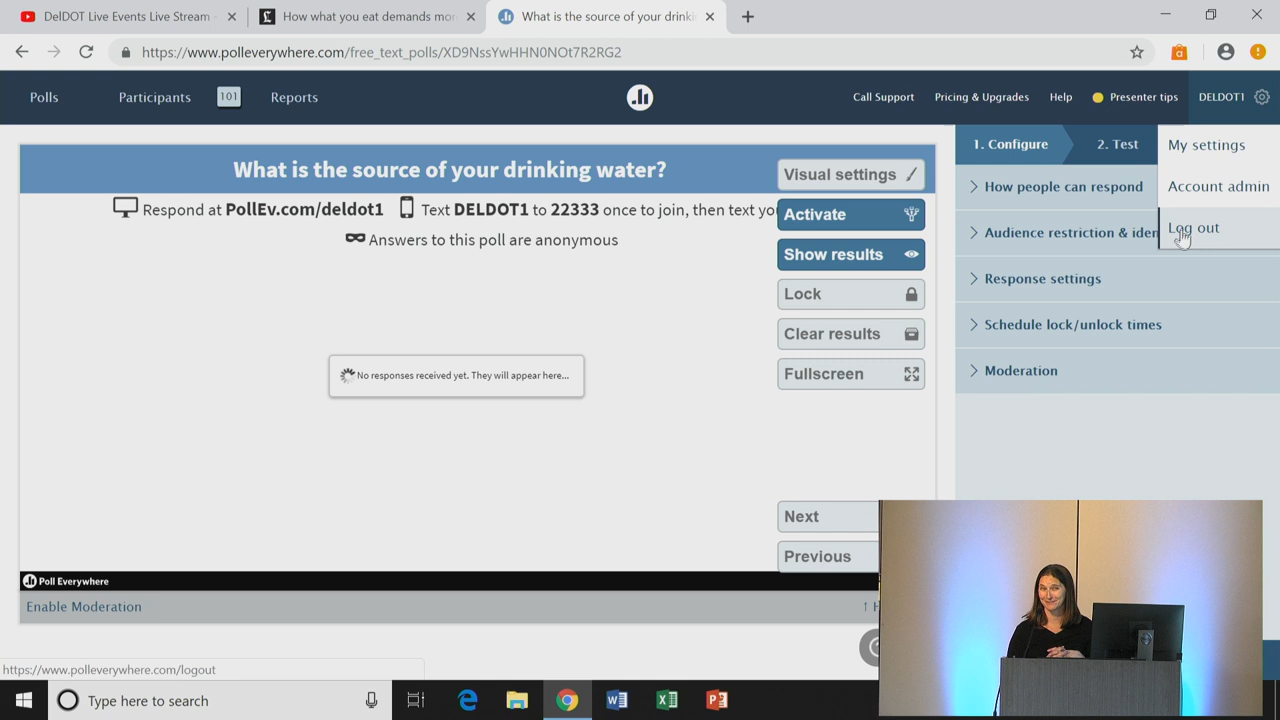 DelDOT Live Events Live Stream
How what you eat demands mor
What is the source of your drinki
https://www.polleverywhere.com/free_text_polls/XD9NssYwHHN0NOt7R2RG2
Polls
Participants
101
Reports
Call Support
Pricing & Upgrades
Help
Presenter tips
DELDOT1
What is the source of your drinking water?
Respond at PollEv.com/deldot1
Text DELDOT1 to 22333 once to join, then text you
Answers to this poll are anonymous
No responses received yet. They will appear here...
Visual settings
Activate
Show results
Lock
Clear results
Fullscreen
Next
Previous
Poll Everywhere
Enable Moderation
1. Configure
2. Test
My settings
Account admin
Log out
How people can respond
Audience restriction & iden
Response settings
Schedule lock/unlock times
Moderation
https://www.polleverywhere.com/logout
Type here to search